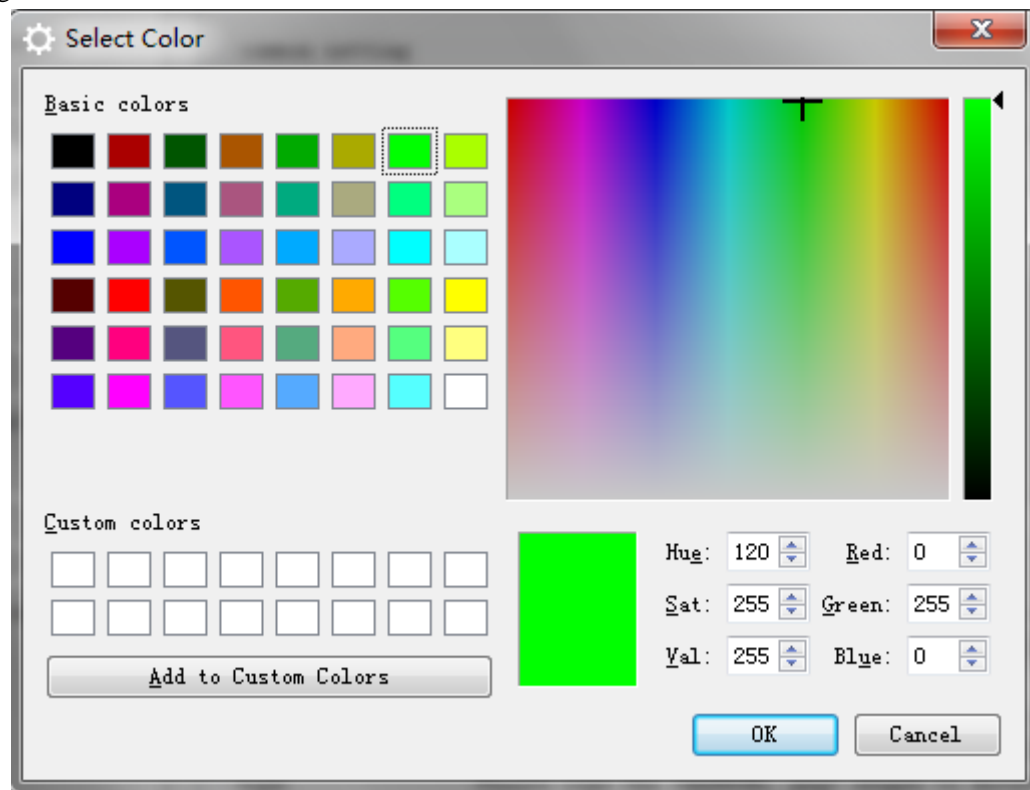 Select Color
Basic colors
Custom colors
Add to Custom Colors
Hue: 120 Red: 0
Sat: 255 Green: 255
Val: 255 Blue: 0
OK Cancel